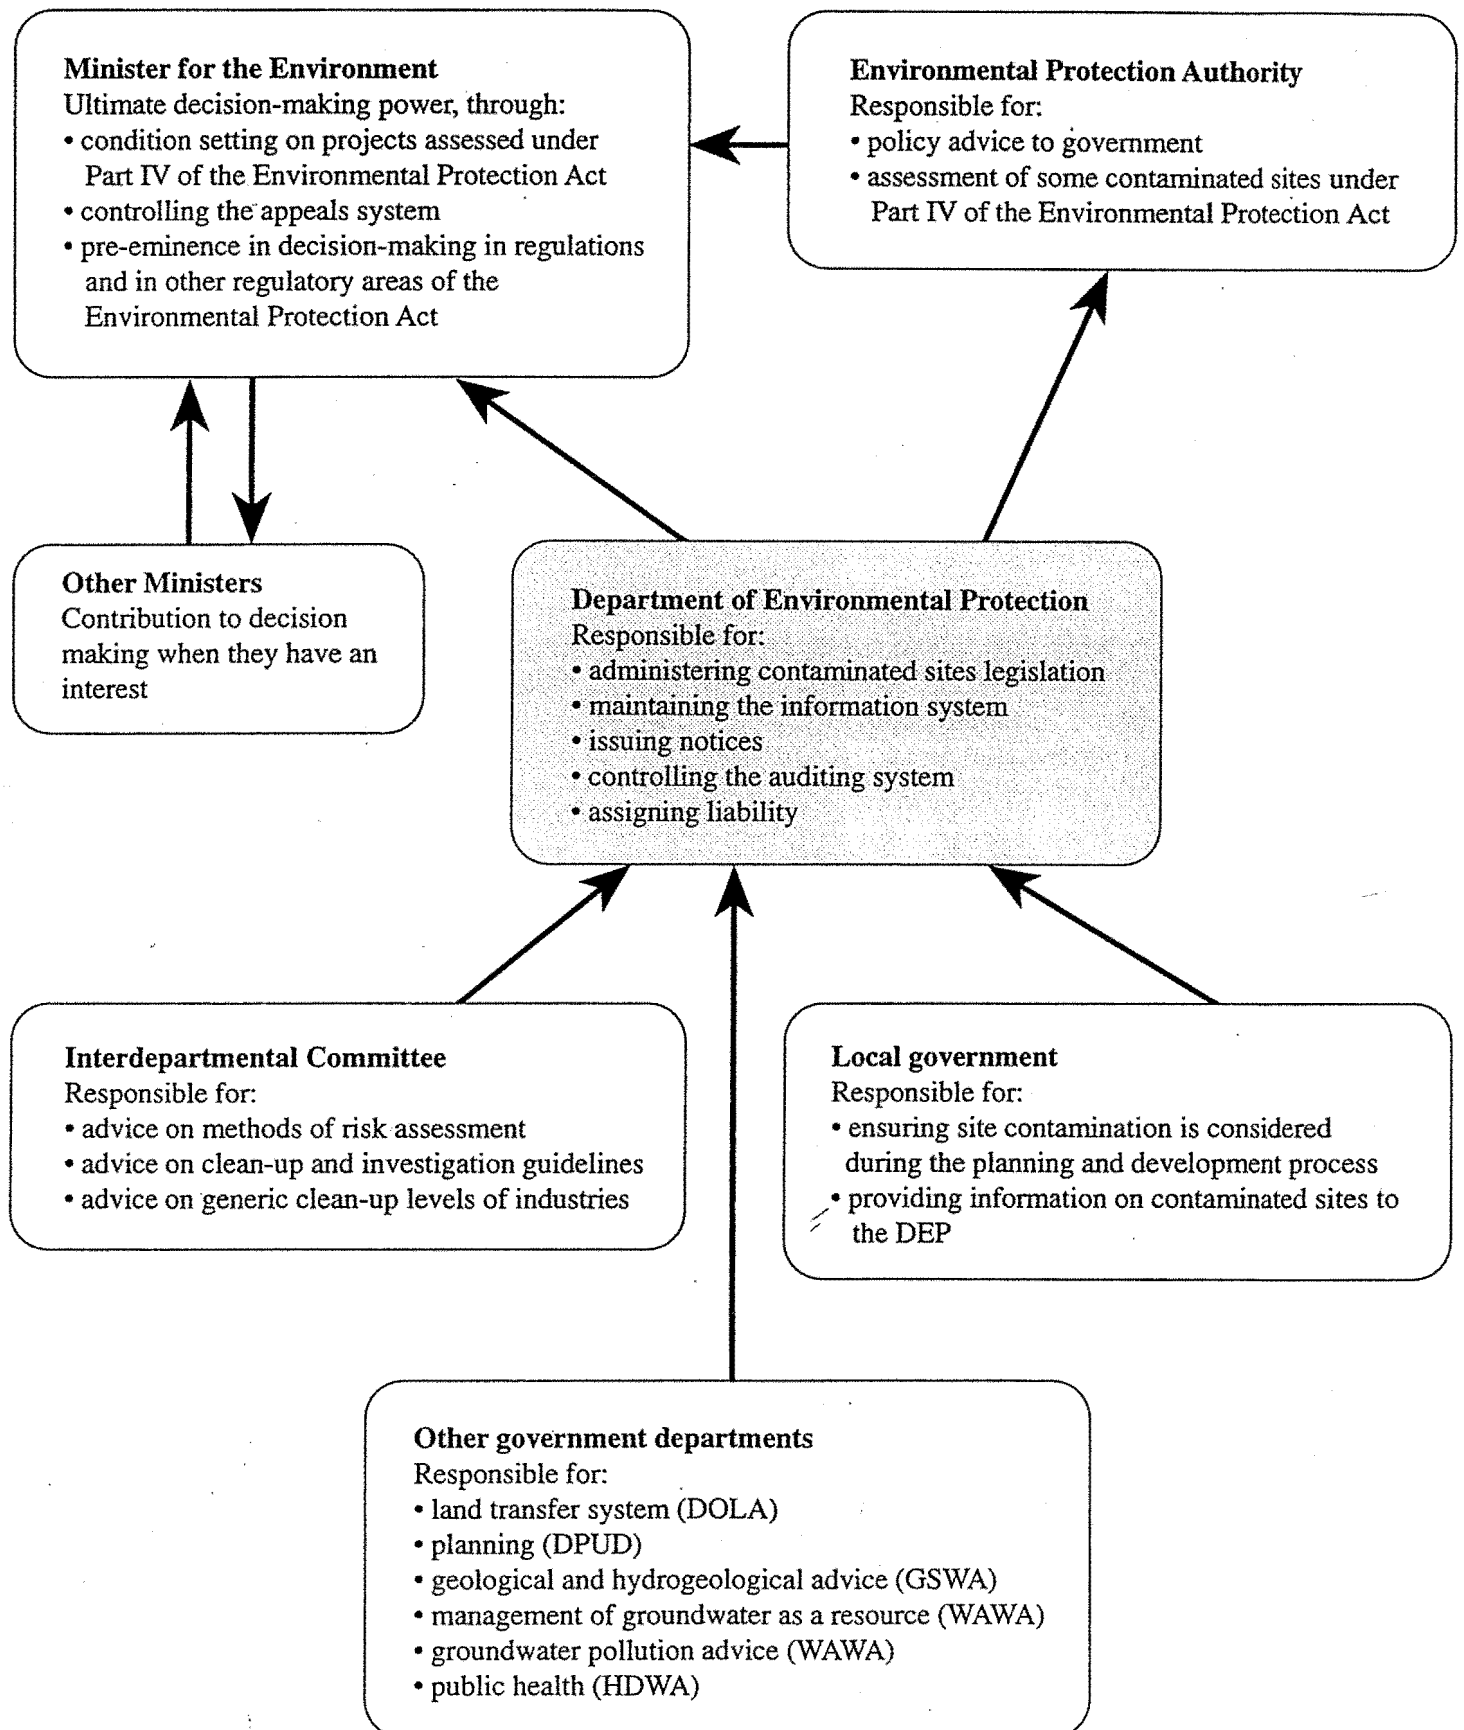 Minister for the Environment
Ultimate decision-making power, through:
• condition setting on projects assessed under
Part IV of the Environmental Protection Act
• controlling the appeals system
• pre-eminence in decision-making in regulations
and in other regulatory areas of the
Environmental Protection Act
Environmental Protection Authority
Responsible for:
• policy advice to government
• assessment of some contaminated sites under
Part IV of the Environmental Protection Act
Other Ministers
Contribution to decision
making when they have an
interest
Department of Environmental Protection
Responsible for:
• administering contaminated sites legislation
• maintaining the information system
• issuing notices
• controlling the auditing system
• assigning liability
Interdepartmental Committee
Responsible for:
• advice on methods of risk assessment
• advice on clean-up and investigation guidelines
• advice on generic clean-up levels of industries
Local government
Responsible for:
• ensuring site contamination is considered
during the planning and development process
• providing information on contaminated sites to
the DEP
Other government departments
Responsible for:
• land transfer system (DOLA)
• planning (DPUD)
• geological and hydrogeological advice (GSWA)
• management of groundwater as a resource (WAWA)
• groundwater pollution advice (WAWA)
• public health (HDWA)